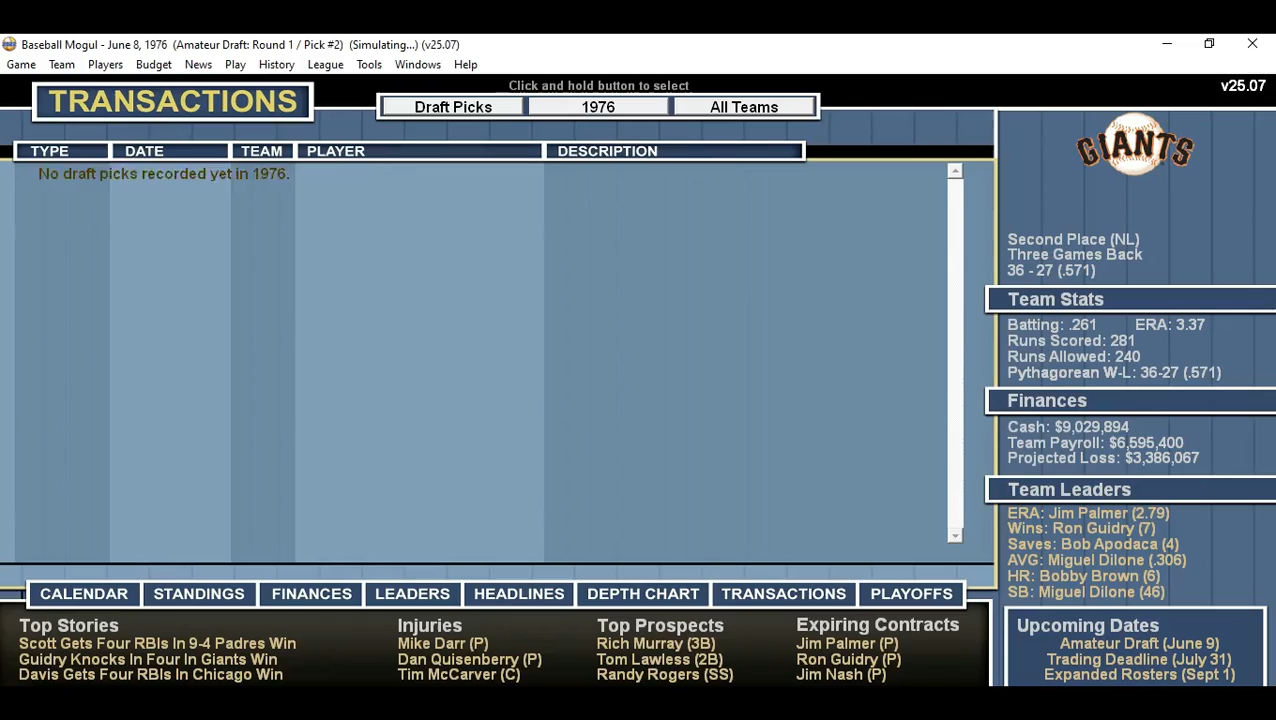 Baseball Mogul - June 8, 1976 (Amateur Draft: Round 1 / Pick #2) (Simulating...) (v25.07)
Game Team Players Budget News Play History League Tools Windows Help
Click and hold button to select
v25.07
TRANSACTIONS
Draft Picks 1976 All Teams
GIANTS
TYPE DATE TEAM PLAYER DESCRIPTION
No draft picks recorded yet in 1976.
Second Place (NL)
Three Games Back
36 - 27 (.571)
Team Stats
Batting: .261 ERA: 3.37
Runs Scored: 281
Runs Allowed: 240
Pythagorean W-L: 36-27 (.571)
Finances
Cash: $9,029,894
Team Payroll: $6,595,400
Projected Loss: $3,386,067
Team Leaders
ERA: Jim Palmer (2.79)
Wins: Ron Guidry (7)
Saves: Bob Apodaca (4)
AVG: Miguel Dilone (.306)
HR: Bobby Brown (6)
SB: Miguel Dilone (46)
CALENDAR STANDINGS FINANCES LEADERS HEADLINES DEPTH CHART TRANSACTIONS PLAYOFFS
Top Stories
Scott Gets Four RBIs In 9-4 Padres Win
Guidry Knocks In Four In Giants Win
Davis Gets Four RBIs In Chicago Win
Injuries
Mike Darr (P)
Dan Quisenberry (P)
Tim McCarver (C)
Top Prospects
Rich Murray (3B)
Tom Lawless (2B)
Randy Rogers (SS)
Expiring Contracts
Jim Palmer (P)
Ron Guidry (P)
Jim Nash (P)
Upcoming Dates
Amateur Draft (June 9)
Trading Deadline (July 31)
Expanded Rosters (Sept 1)